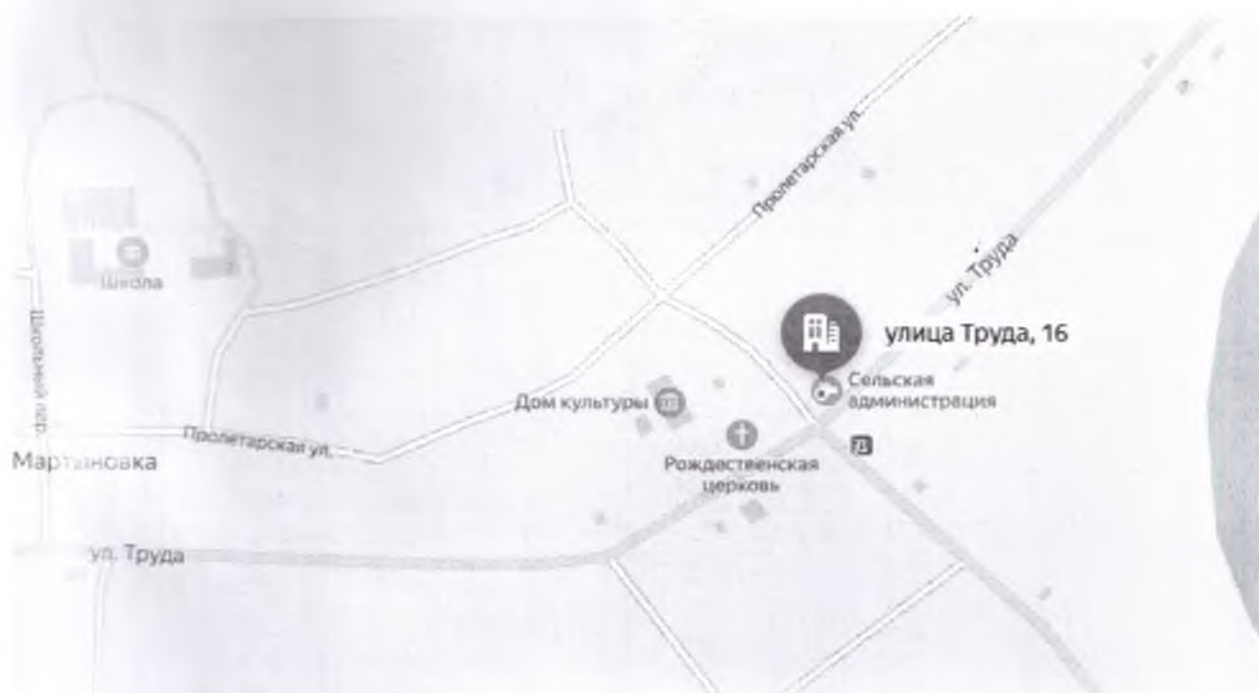 Пролетарская ул.
ул. Труда
Школа
Школьный пр.
улица Труда, 16
Сельская
администрация
Дом культуры
Пролетарская ул.
Мартыновка
Рождественская
церковь
ул. Труда